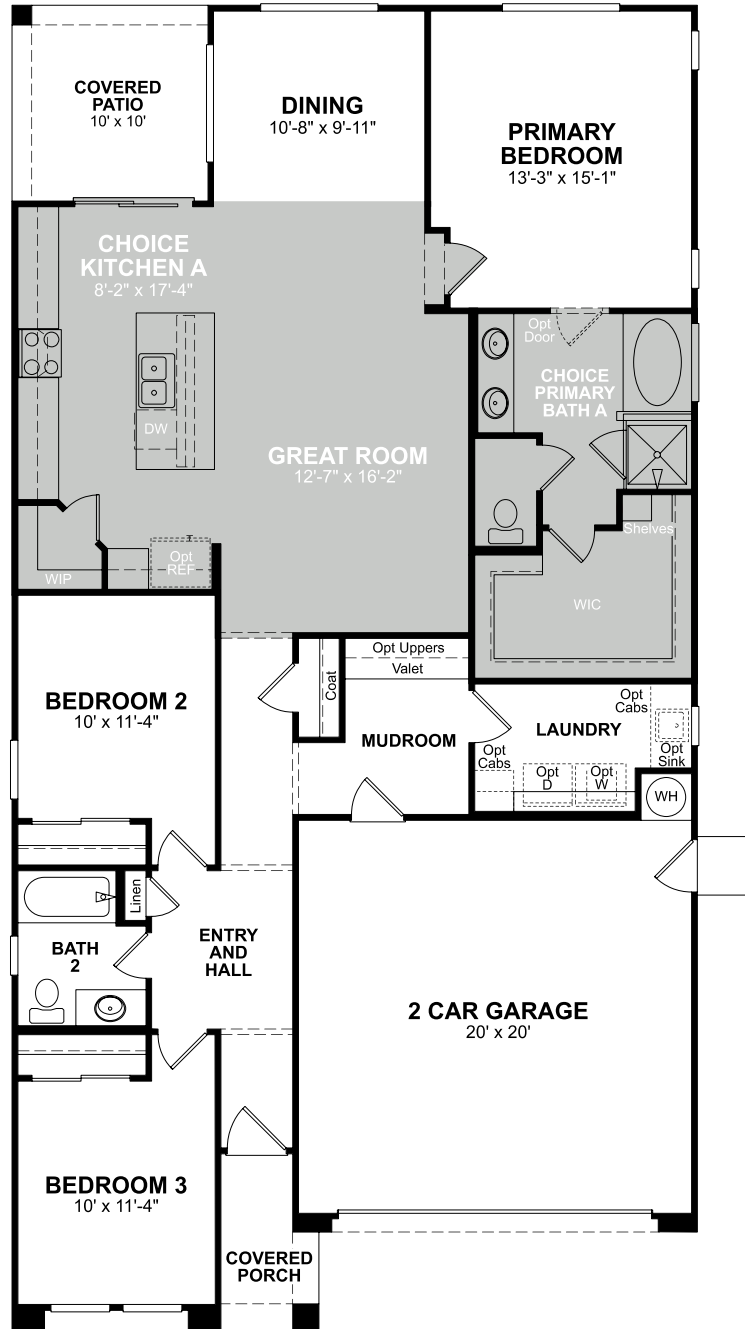 COVERED
PATIO
10' x 10'
DINING
10'-8" x 9'-11"
PRIMARY
BEDROOM
13'-3" x 15'-1"
CHOICE
KITCHEN A
8'-2" x 17'-4"
Opt
Door
CHOICE
PRIMARY
BATH A
DW
GREAT ROOM
12'-7" x 16'-2"
Shelves
Opt
REF
WIP
WIC
Opt Uppers
Valet
Coat
BEDROOM 2
10' x 11'-4"
MUDROOM
LAUNDRY
Opt
Cabs
Opt
Sink
Opt
Cabs
Opt
D
Opt
W
WH
Linen
BATH
2
ENTRY
AND
HALL
2 CAR GARAGE
20' x 20'
BEDROOM 3
10' x 11'-4"
COVERED
PORCH